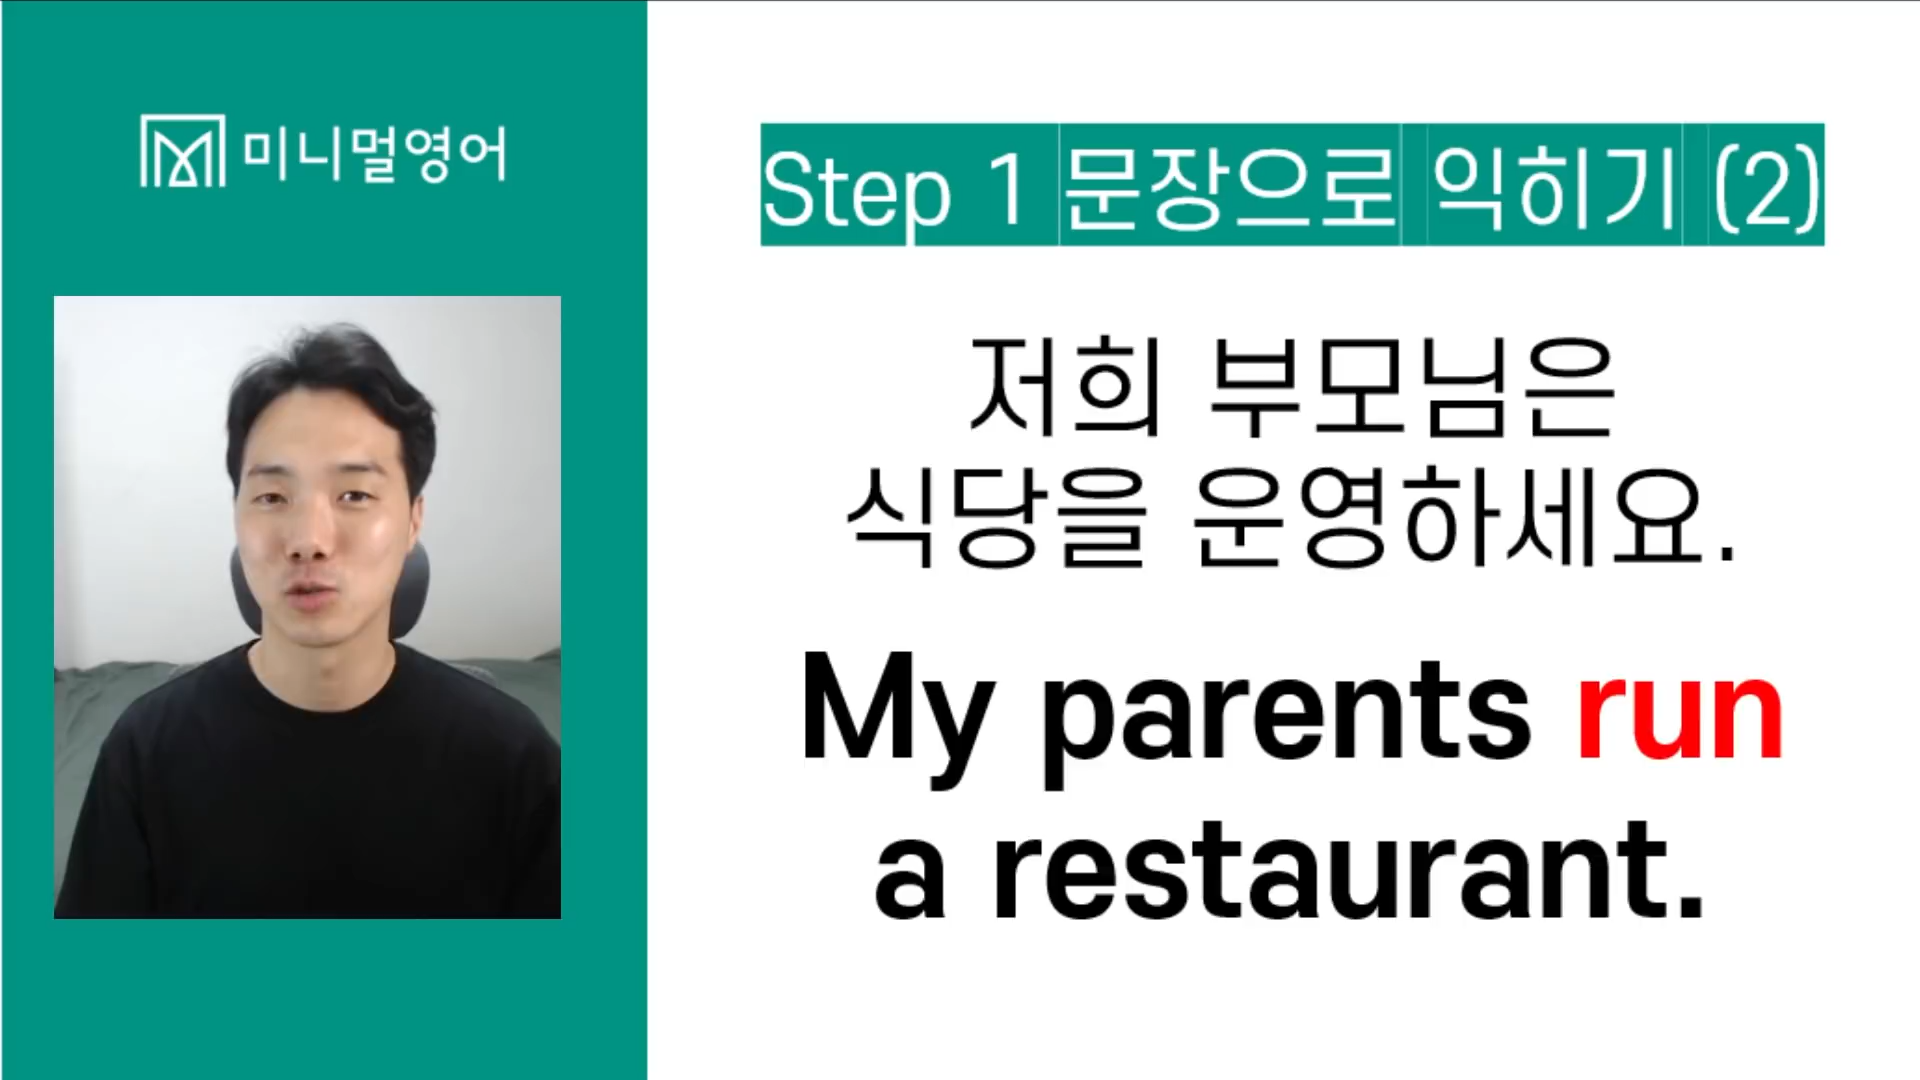 미니멀영어
Step 1 문장으로 익히기 (2)
저희 부모님은
식당을 운영하세요.
My parents run
a restaurant.